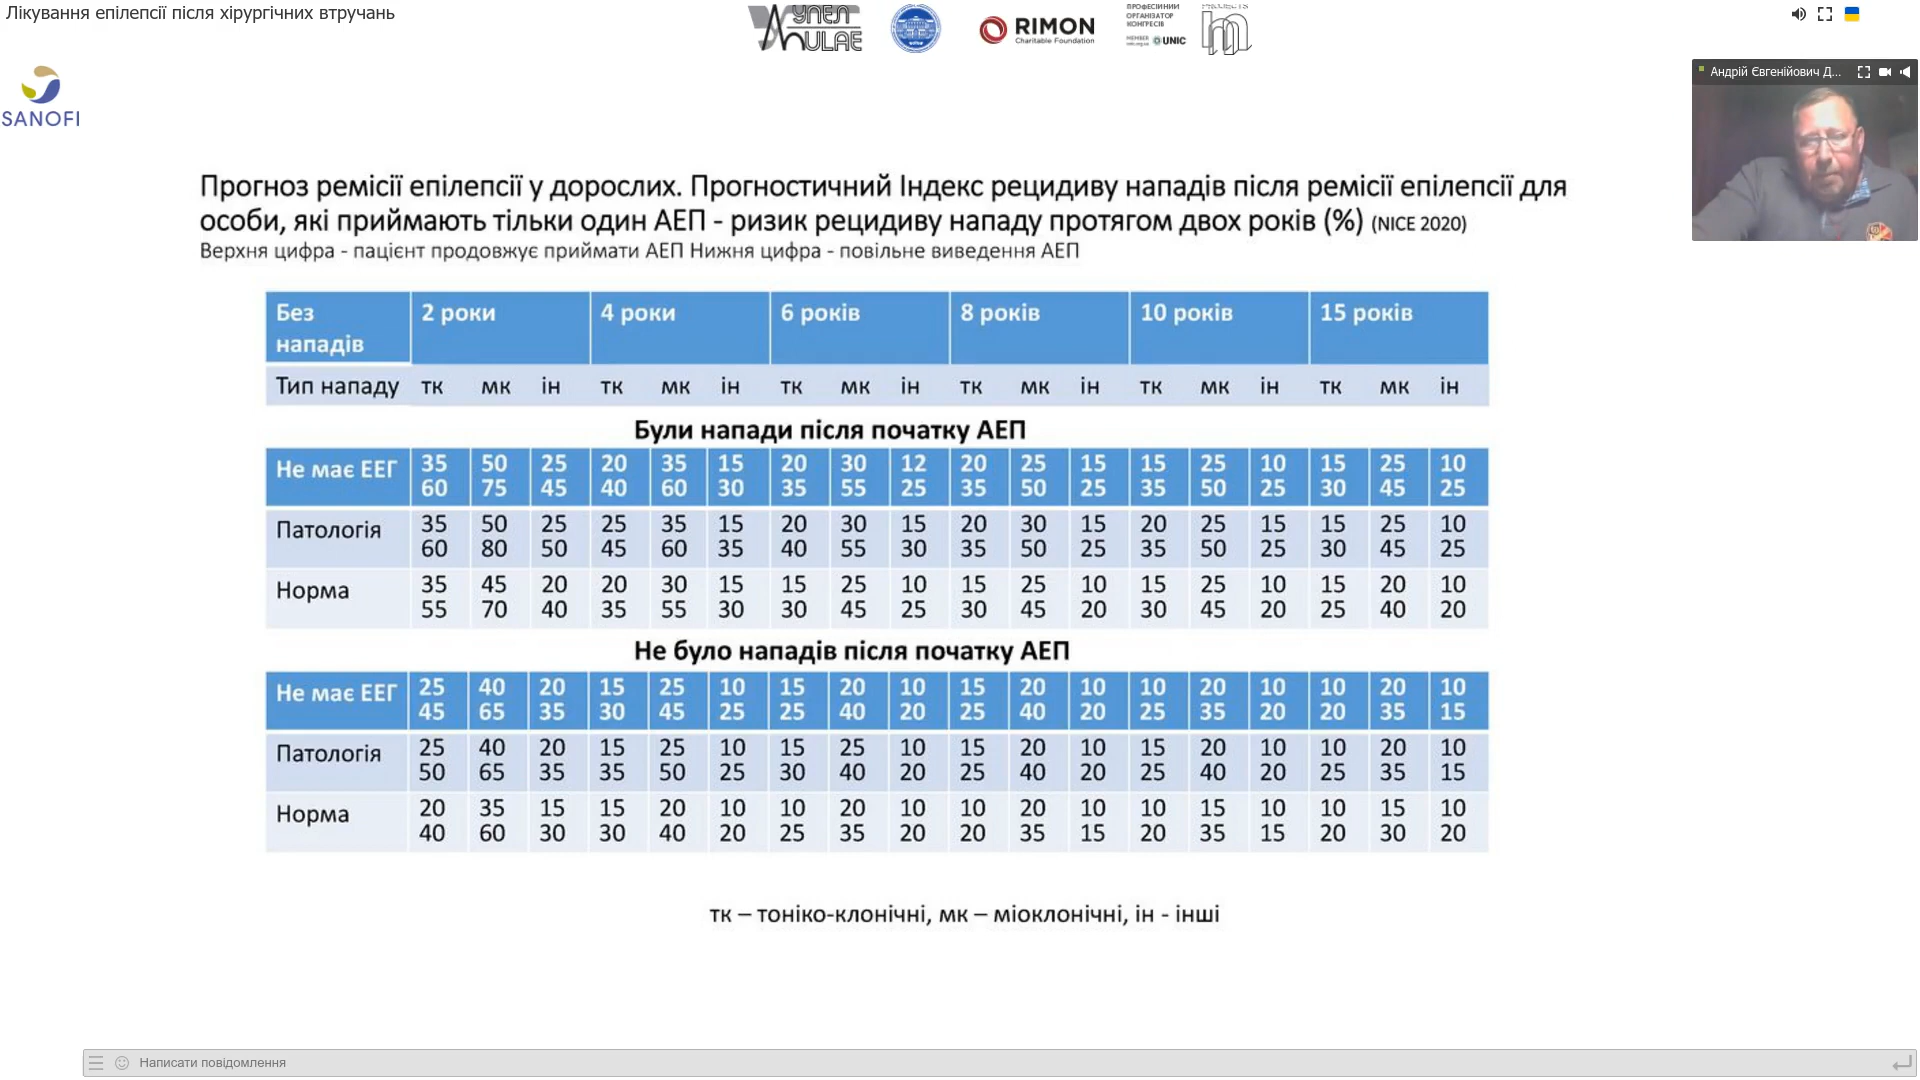 Лікування епілепсії після хірургічних втручань
УПЕЛ
ULAE
RIMON
Charitable Foundation
ПРОФЕСІЙНИЙ
ОРГАНІЗАТОР
КОНГРЕСІВ
MEMBER
UNIC
SANOFI
Андрій Євгенійович Д...
Прогноз ремісії епілепсії у дорослих. Прогностичний Індекс рецидиву нападів після ремісії епілепсії для
особи, які приймають тільки один АЕП - ризик рецидиву нападу протягом двох років (%) (NICE 2020)
Верхня цифра - пацієнт продовжує приймати АЕП Нижня цифра - повільне виведення АЕП
Без нападів 2 роки 4 роки 6 років 8 років 10 років 15 років
Тип нападу тк мк ін тк мк ін тк мк ін тк мк ін тк мк ін тк мк ін
Були напади після початку АЕП
Не має ЕЕГ 35 50 25 20 35 15 20 30 12 20 25 15 15 25 10 15 25 10
60 75 45 40 60 30 35 55 25 35 50 25 35 50 25 30 45 25
Патологія 35 50 25 25 35 15 20 30 15 20 30 15 20 25 15 15 25 10
60 80 50 45 60 35 40 55 30 35 50 25 35 50 25 30 45 25
Норма 35 45 20 20 30 15 15 25 10 15 25 10 15 25 10 15 20 10
55 70 40 35 55 30 30 45 25 30 45 20 30 45 20 25 40 20
Не було нападів після початку АЕП
Не має ЕЕГ 25 40 20 15 25 10 15 20 10 15 20 10 10 20 10 10 20 10
45 65 35 30 45 25 25 40 20 25 40 20 25 35 20 20 35 15
Патологія 25 40 20 15 25 10 15 25 10 15 20 10 15 20 10 10 20 10
50 65 35 35 50 25 30 40 20 25 40 20 25 40 20 25 35 15
Норма 20 35 15 15 20 10 10 20 10 10 20 10 10 15 10 10 15 10
40 60 30 30 40 20 25 35 20 20 35 15 20 35 15 20 30 20
тк – тоніко-клонічні, мк – міоклонічні, ін - інші
Написати повідомлення